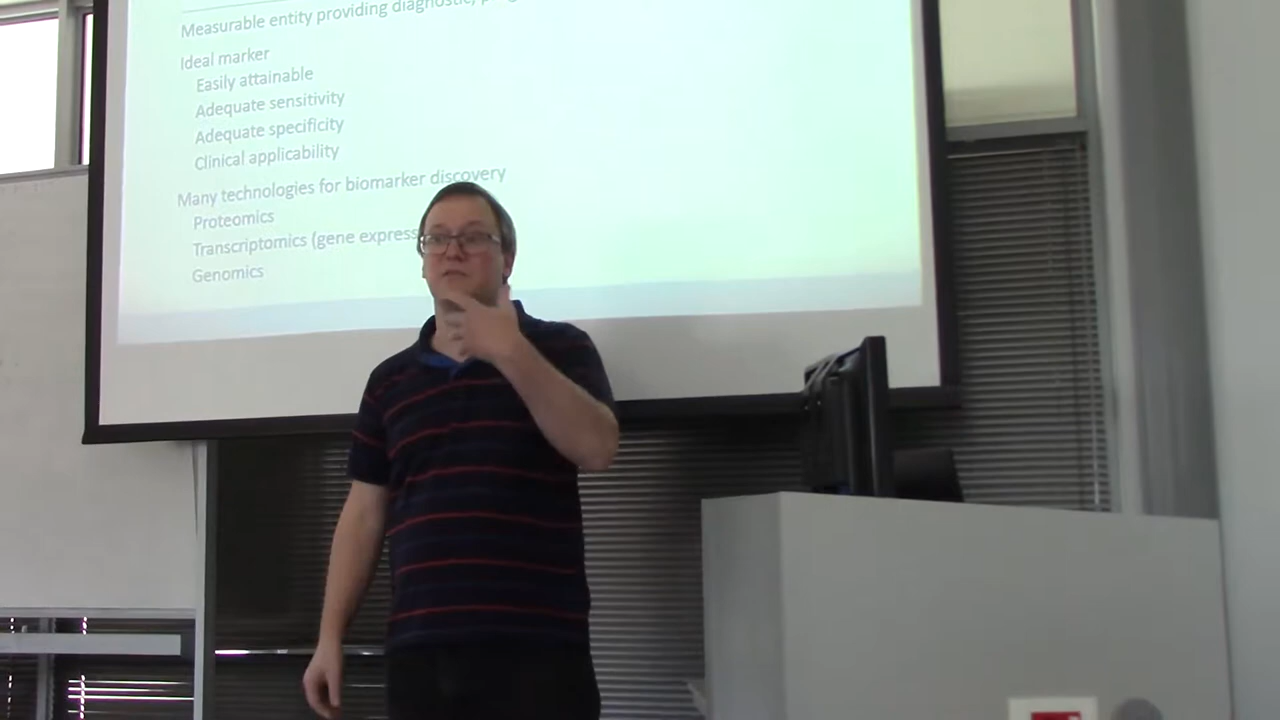 Measurable entity providing diagnostic,
Ideal marker
Easily attainable
Adequate sensitivity
Adequate specificity
Clinical applicability
Many technologies for biomarker discovery
Proteomics
Transcriptomics (gene express
Genomics